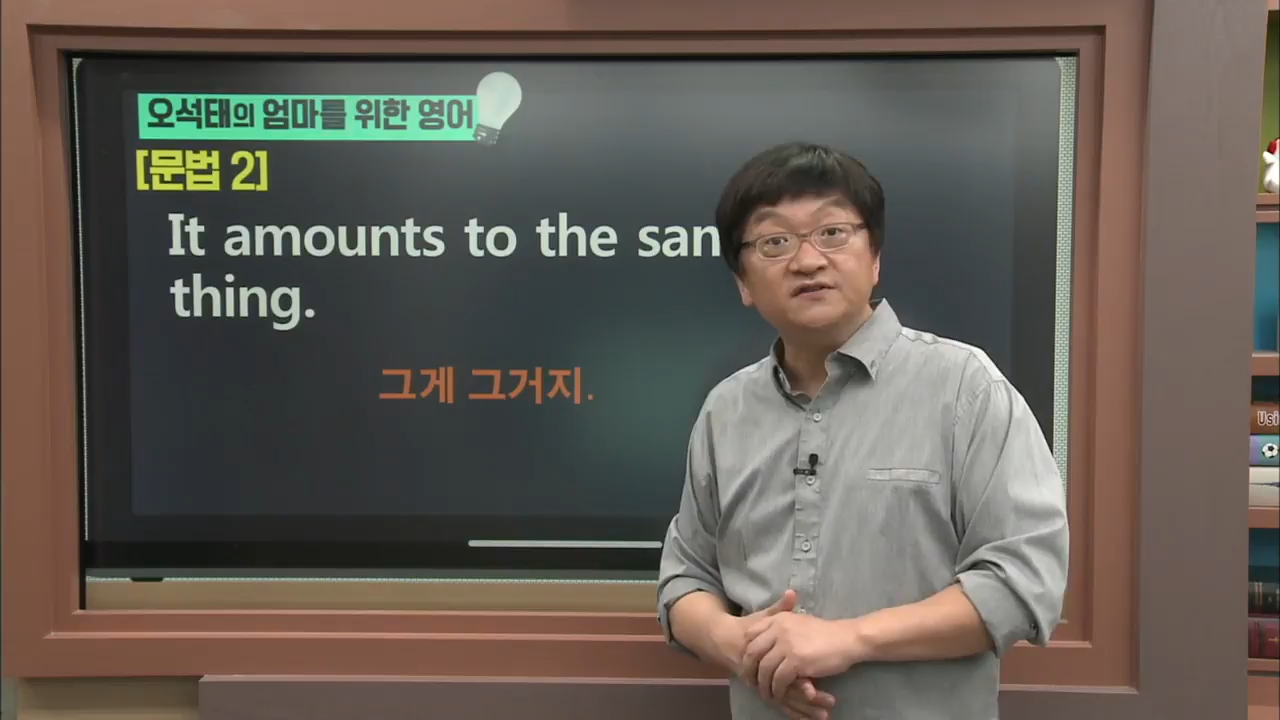 오석태의 엄마를 위한 영어
[문법 2]
It amounts to the
thing.
그게 그거지.
Usi